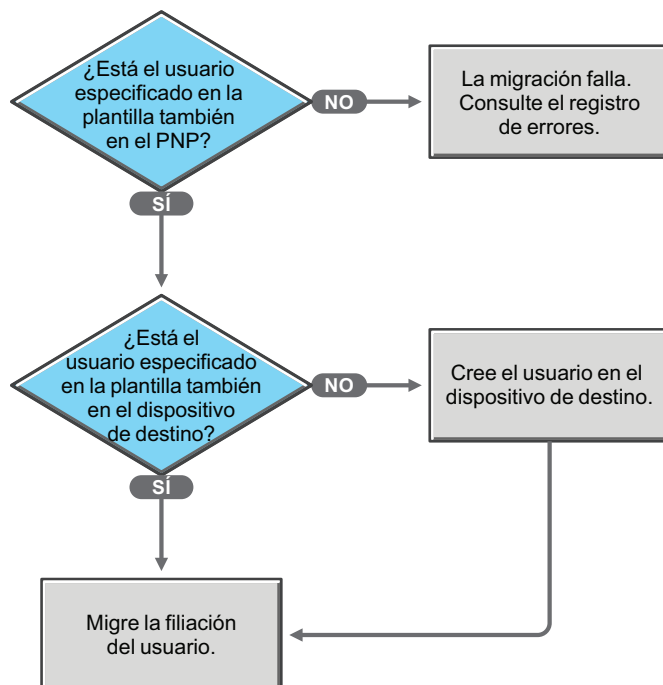 ¿Está el usuario
especificado en la
plantilla también
en el PNP?
NO
La migración falla.
Consulte el registro
de errores.
SÍ
¿Está el
usuario especificado
en la plantilla también
en el dispositivo
de destino?
NO
Cree el usuario en el
dispositivo de destino.
SÍ
Migre la filiación
del usuario.